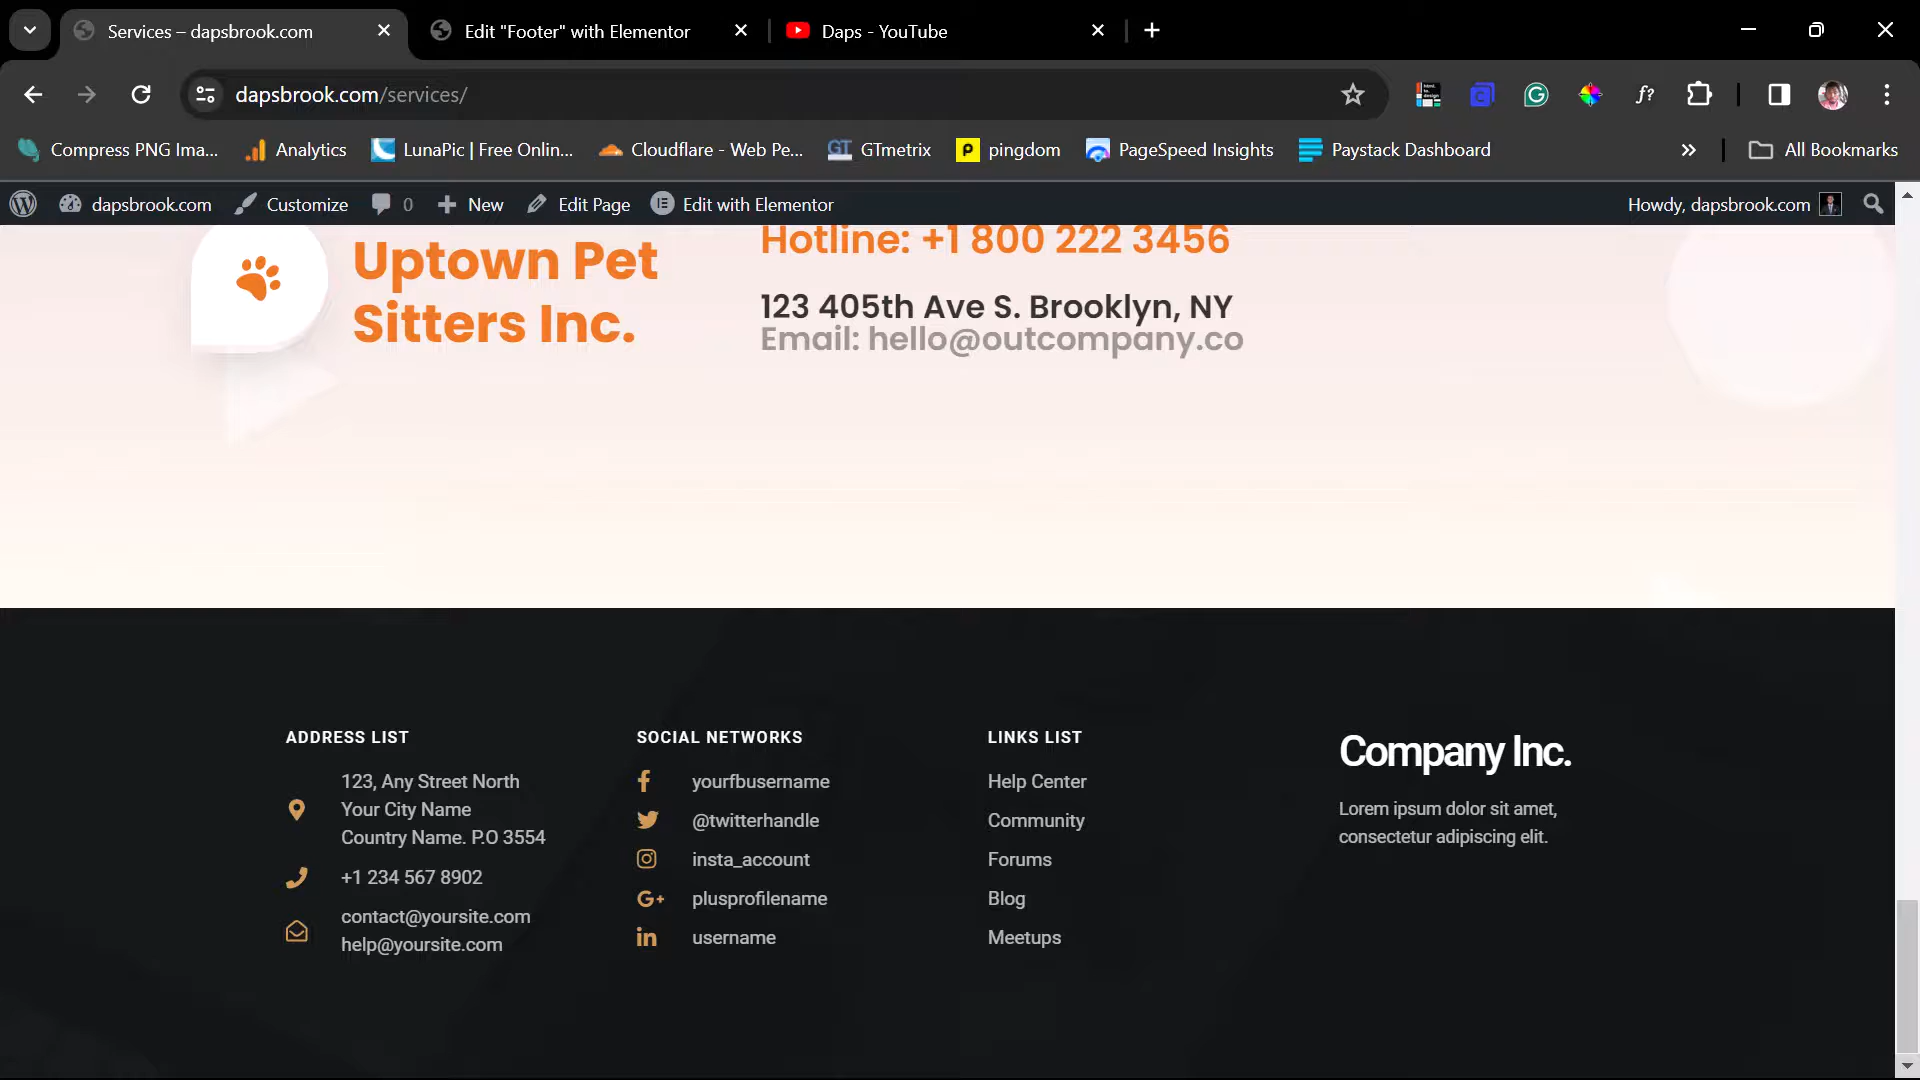 Services – dapsbrook.com
Edit "Footer" with Elementor
Daps - YouTube
dapsbrook.com/services/
Compress PNG Ima...
Analytics
LunaPic | Free Onlin...
Cloudflare - Web Pe...
GTmetrix
pingdom
PageSpeed Insights
Paystack Dashboard
All Bookmarks
dapsbrook.com
Customize
0
New
Edit Page
Edit with Elementor
Howdy, dapsbrook.com
Uptown Pet
Sitters Inc.
Hotline: +1 800 222 3456
123 405th Ave S. Brooklyn, NY
Email: hello@outcompany.co
ADDRESS LIST
123, Any Street North
Your City Name
Country Name. P.O 3554
+1 234 567 8902
contact@yoursite.com
help@yoursite.com
SOCIAL NETWORKS
yourfbusername
@twitterhandle
insta_account
plusprofilename
username
LINKS LIST
Help Center
Community
Forums
Blog
Meetups
Company Inc.
Lorem ipsum dolor sit amet,
consectetur adipiscing elit.